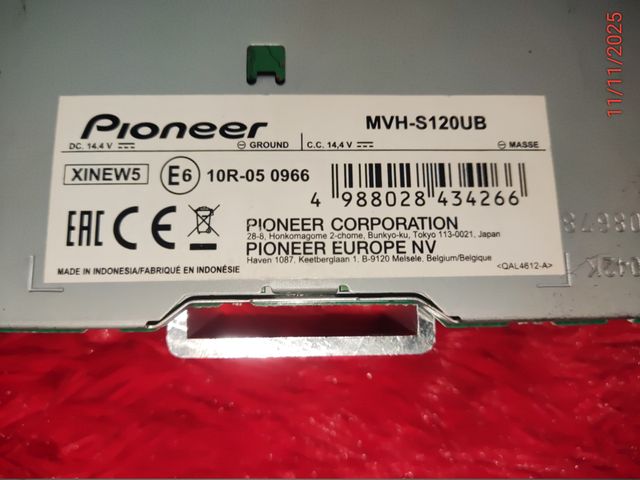 11/11/2025
Pioneer
MVH-S120UB
DC. 14.4 V GROUND C.C. 14,4 V MASSE
XINEW5
E6 10R-05 0966
4 988028 434266
EAC CE
PIONEER CORPORATION
28-8, Honkomagome 2-chome, Bunkyo-ku, Tokyo 113-0021, Japan
PIONEER EUROPE NV
Haven 1087, Keetberglaan 1, B-9120 Melsele, Belgium/Belgique
MADE IN INDONESIA/FABRIQUÉ EN INDONÉSIE
<QAL4612-A>